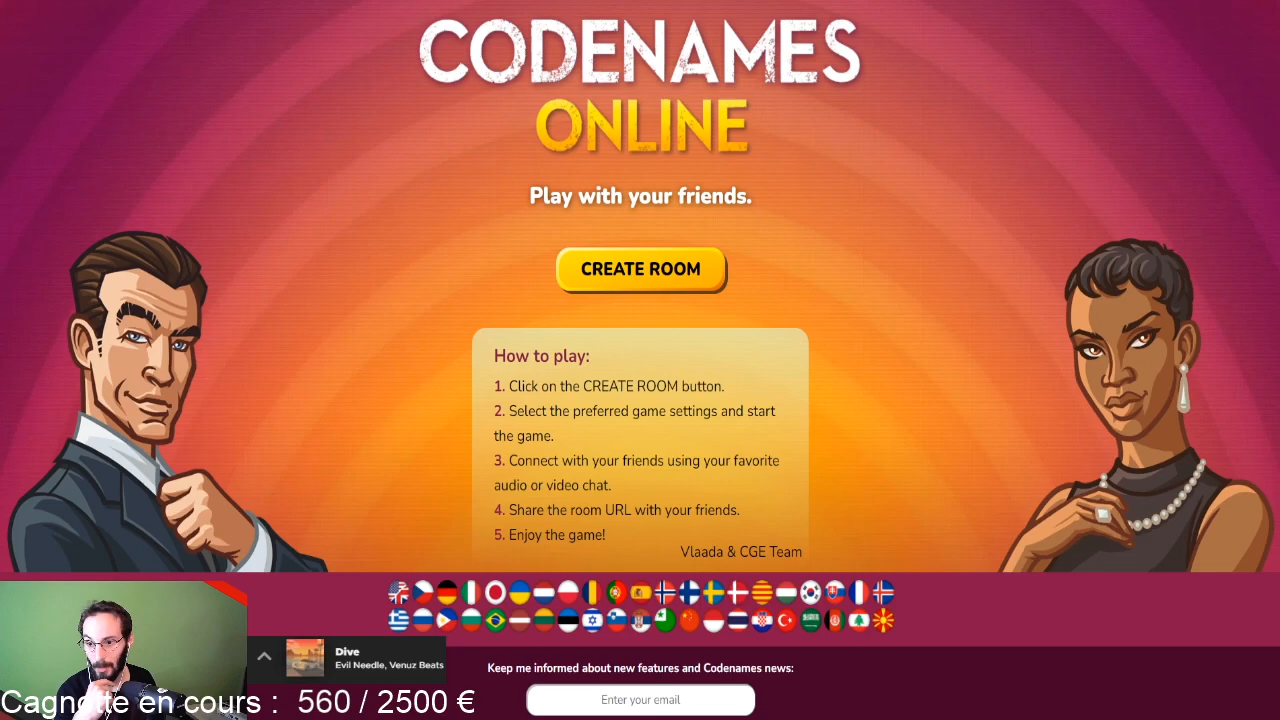 CODENAMES
ONLINE
Play with your friends.
CREATE ROOM
How to play:
1. Click on the CREATE ROOM button.
2. Select the preferred game settings and start
the game.
3. Connect with your friends using your favorite
audio or video chat.
4. Share the room URL with your friends.
5. Enjoy the game!
Vlaada & CGE Team
Dive
Evil Needle, Venuz Beats
Keep me informed about new features and Codenames news:
Enter your email
Cagnotte en cours : 560 / 2500 €